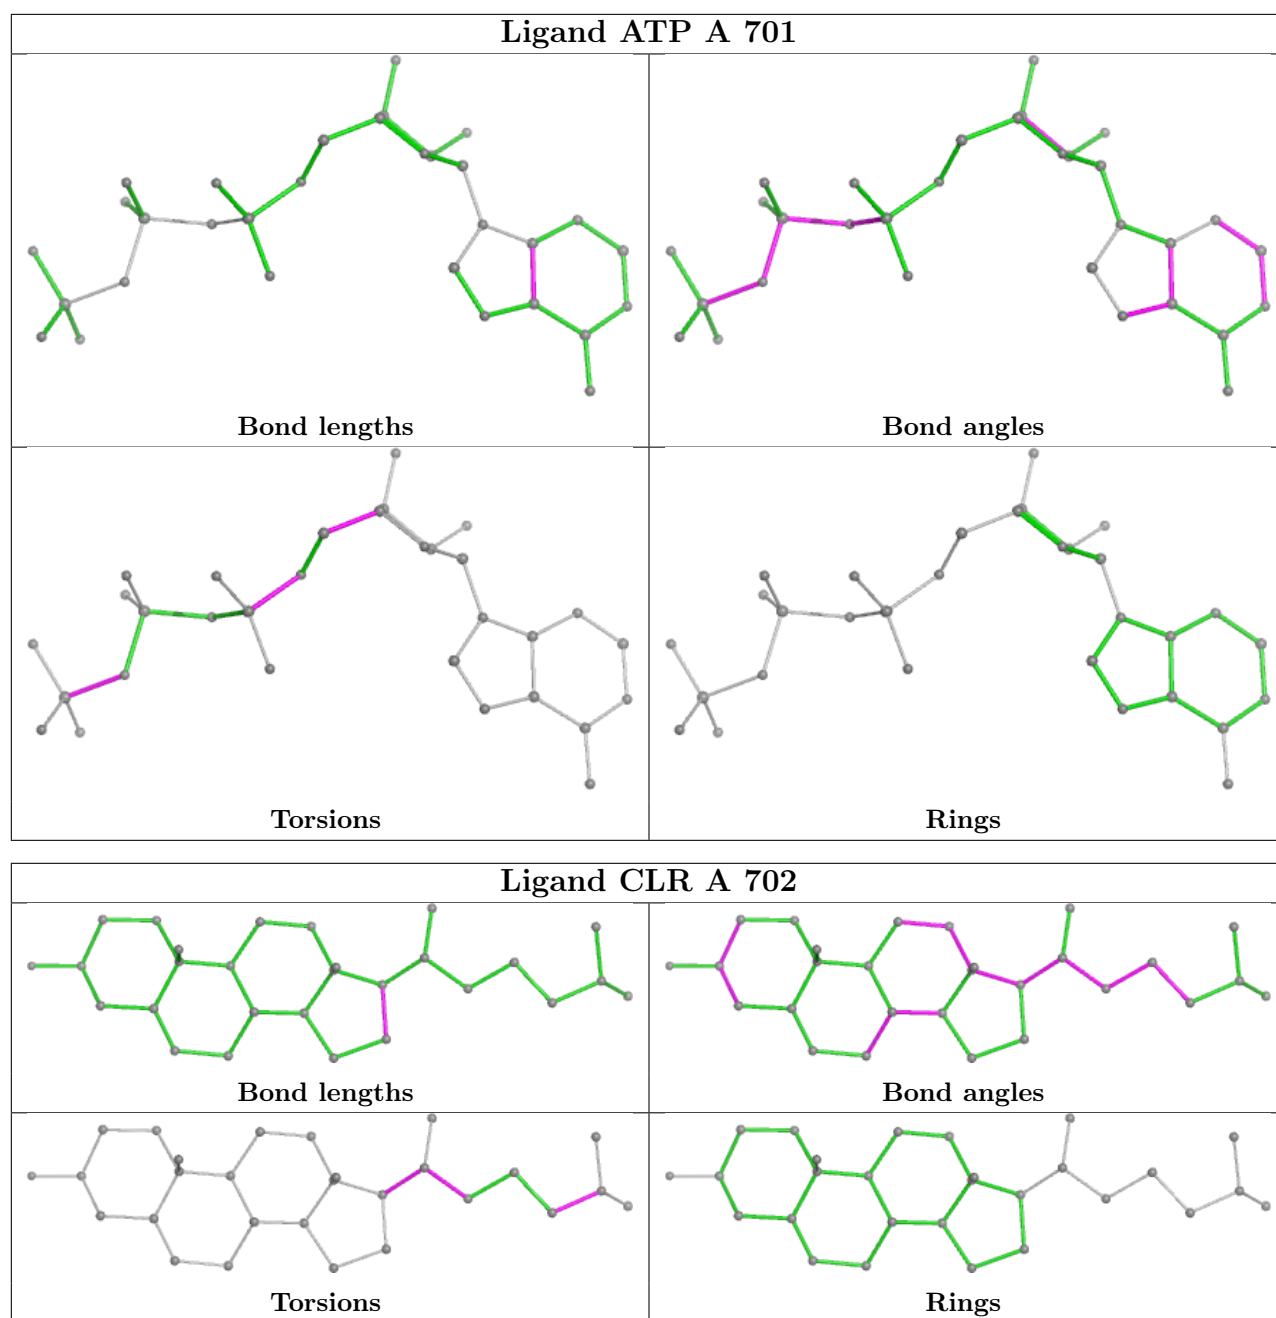 Ligand ATP A 701
Bond lengths
Bond angles
Torsions
Rings
Ligand CLR A 702
Bond lengths
Bond angles
Torsions
Rings